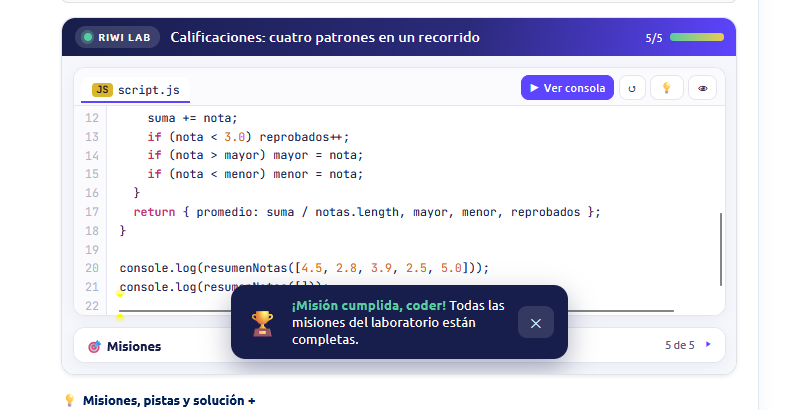 RIWI LAB Calificaciones: cuatro patrones en un recorrido 5/5
JS script.js ▶ Ver consola
12 suma += nota;
13 if (nota < 3.0) reprobados++;
14 if (nota > mayor) mayor = nota;
15 if (nota < menor) menor = nota;
16 }
17 return { promedio: suma / notas.length, mayor, menor, reprobados };
18 }
19
20 console.log(resumenNotas([4.5, 2.8, 3.9, 2.5, 5.0]));
21 console.log(resumenNotas([]));
22
¡Misión cumplida, coder! Todas las
misiones del laboratorio están
completas.
Misiones 5 de 5
Misiones, pistas y solución +